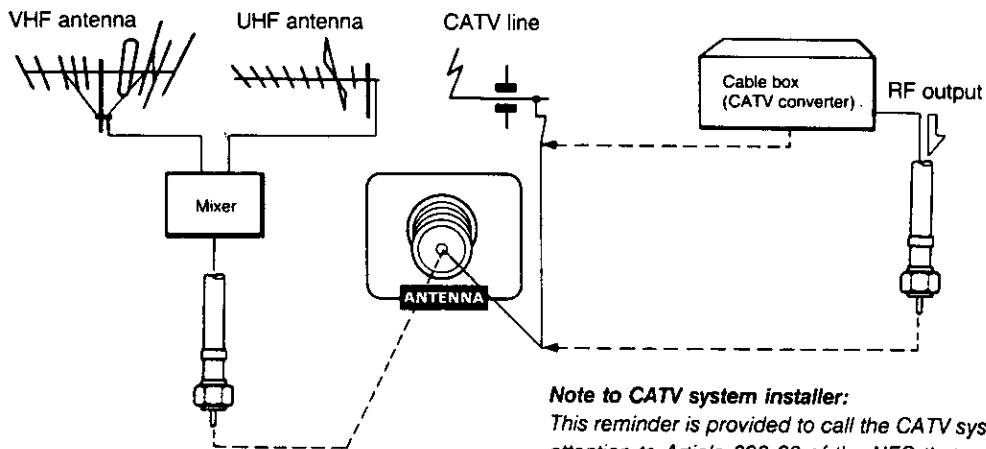 VHF antenna
UHF antenna
CATV line
Cable box
(CATV converter)
RF output
Mixer
ANTENNA
Note to CATV system installer:
This reminder is provided to call the CATV sys